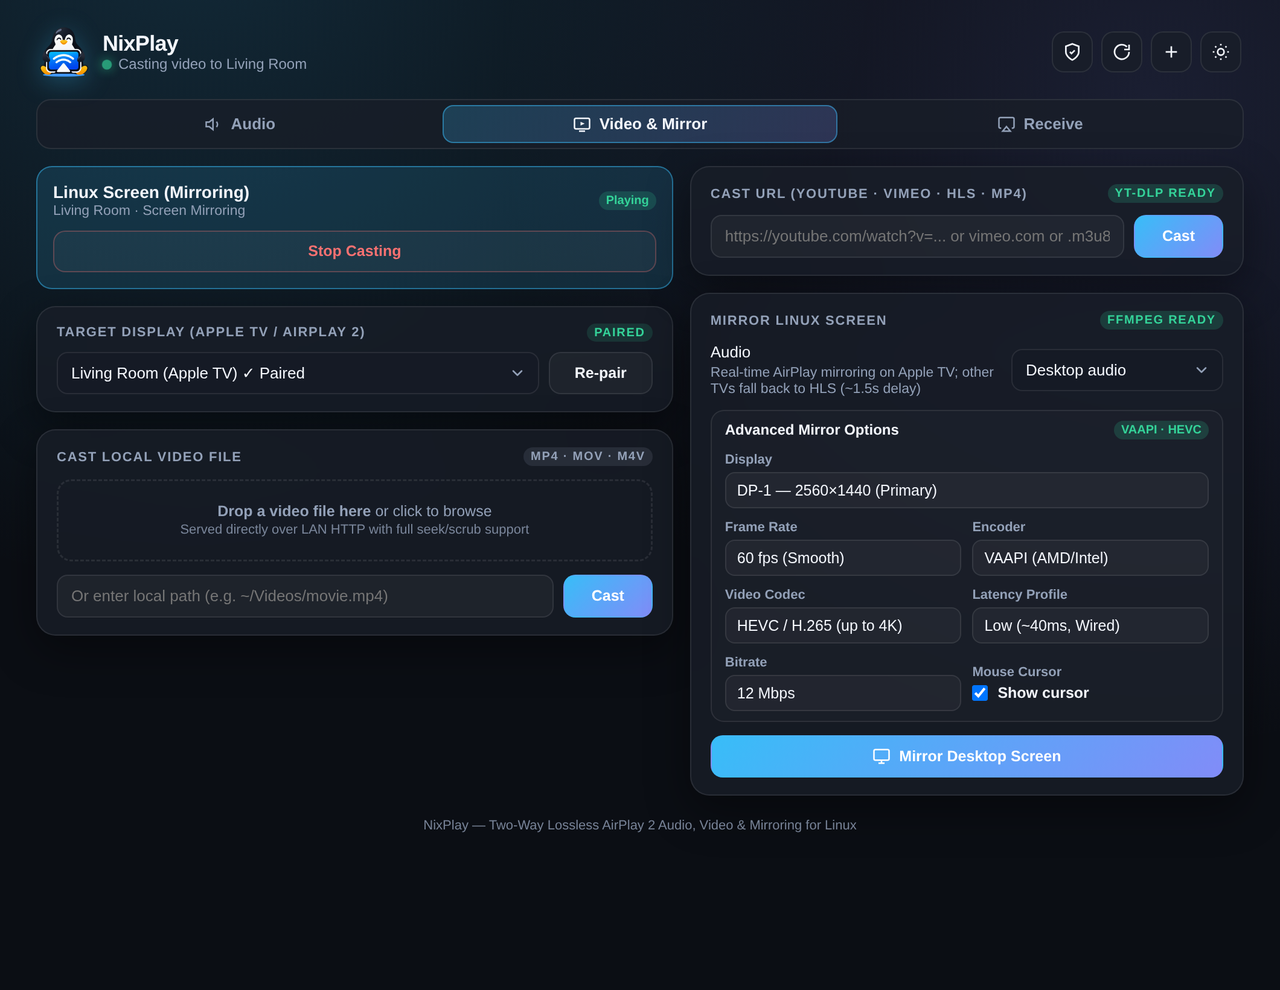 NixPlay
Casting video to Living Room
Audio
Video & Mirror
Receive
Linux Screen (Mirroring)
Living Room · Screen Mirroring
Playing
Stop Casting
TARGET DISPLAY (APPLE TV / AIRPLAY 2)
PAIRED
Living Room (Apple TV) ✓ Paired
Re-pair
CAST LOCAL VIDEO FILE
MP4 · MOV · M4V
Drop a video file here or click to browse
Served directly over LAN HTTP with full seek/scrub support
Or enter local path (e.g. ~/Videos/movie.mp4)
Cast
CAST URL (YOUTUBE · VIMEO · HLS · MP4)
YT-DLP READY
https://youtube.com/watch?v=... or vimeo.com or .m3u8
Cast
MIRROR LINUX SCREEN
FFMPEG READY
Audio
Real-time AirPlay mirroring on Apple TV; other
TVs fall back to HLS (~1.5s delay)
Desktop audio
Advanced Mirror Options
VAAPI · HEVC
Display
DP-1 — 2560×1440 (Primary)
Frame Rate
Encoder
60 fps (Smooth)
VAAPI (AMD/Intel)
Video Codec
Latency Profile
HEVC / H.265 (up to 4K)
Low (~40ms, Wired)
Bitrate
Mouse Cursor
12 Mbps
Show cursor
Mirror Desktop Screen
NixPlay — Two-Way Lossless AirPlay 2 Audio, Video & Mirroring for Linux